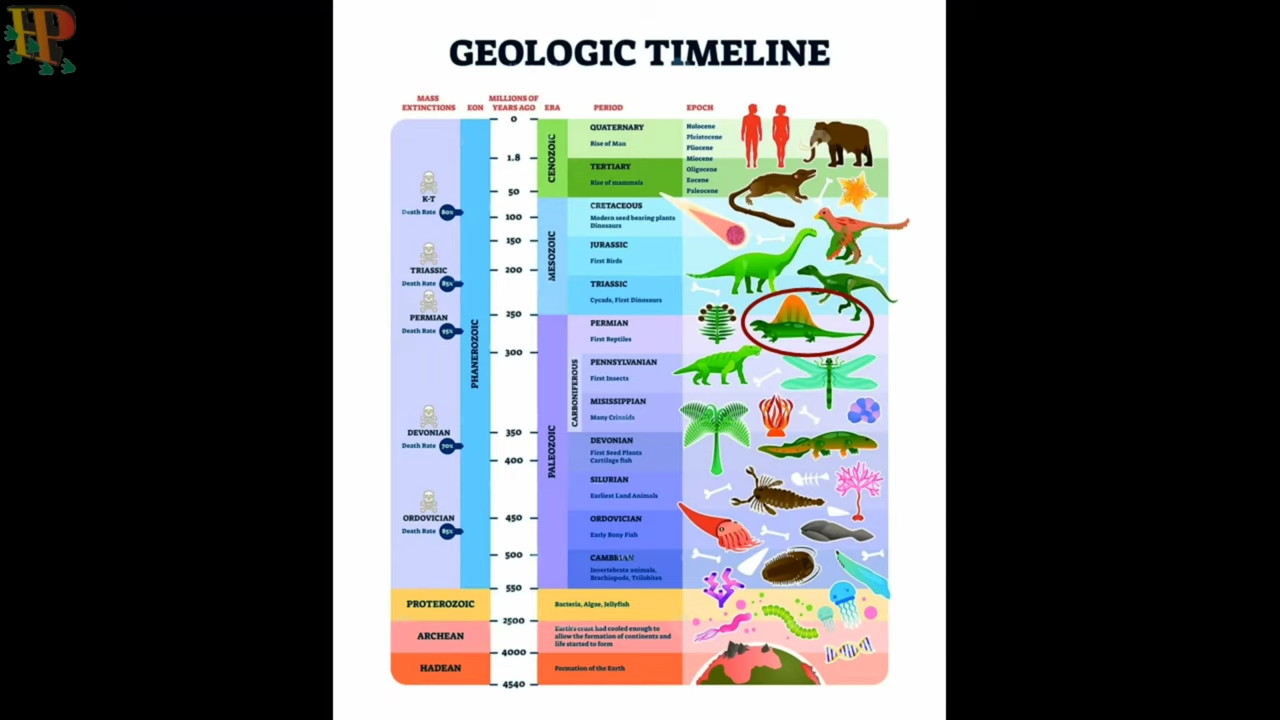 HP
GEOLOGIC TIMELINE
MASS EXTINCTIONS EON MILLIONS OF YEARS AGO ERA PERIOD EPOCH
0
1.8
50
100
150
200
250
300
350
400
450
500
550
2500
4000
4540
K-T
Death Rate 80%
TRIASSIC
Death Rate 85%
PERMIAN
Death Rate 95%
DEVONIAN
Death Rate 70%
ORDOVICIAN
Death Rate 85%
PHANEROZOIC
CENOZOIC
MESOZOIC
PALEOZOIC
CARBONIFEROUS
QUATERNARY
Rise of Man
TERTIARY
Rise of mammals
CRETACEOUS
Modern seed bearing plants
Dinosaurs
JURASSIC
First Birds
TRIASSIC
Cycads, First Dinosaurs
PERMIAN
First Reptiles
PENNSYLVANIAN
First Insects
MISISSIPPIAN
Many Crinoids
DEVONIAN
First Seed Plants
Cartilage fish
SILURIAN
Earliest Land Animals
ORDOVICIAN
Early Bony Fish
CAMBRIAN
Invertebrate animals,
Brachiopods, Trilobites
Holocene
Pleistocene
Pliocene
Miocene
Oligocene
Eocene
Paleocene
PROTEROZOIC
Bacteria, Algae, Jellyfish
ARCHEAN
Earth's crust had cooled enough to
allow the formation of continents and
life started to form
HADEAN
Formation of the Earth